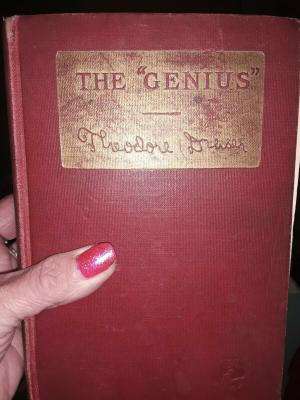 THE "GENIUS"
Theodore Dreiser